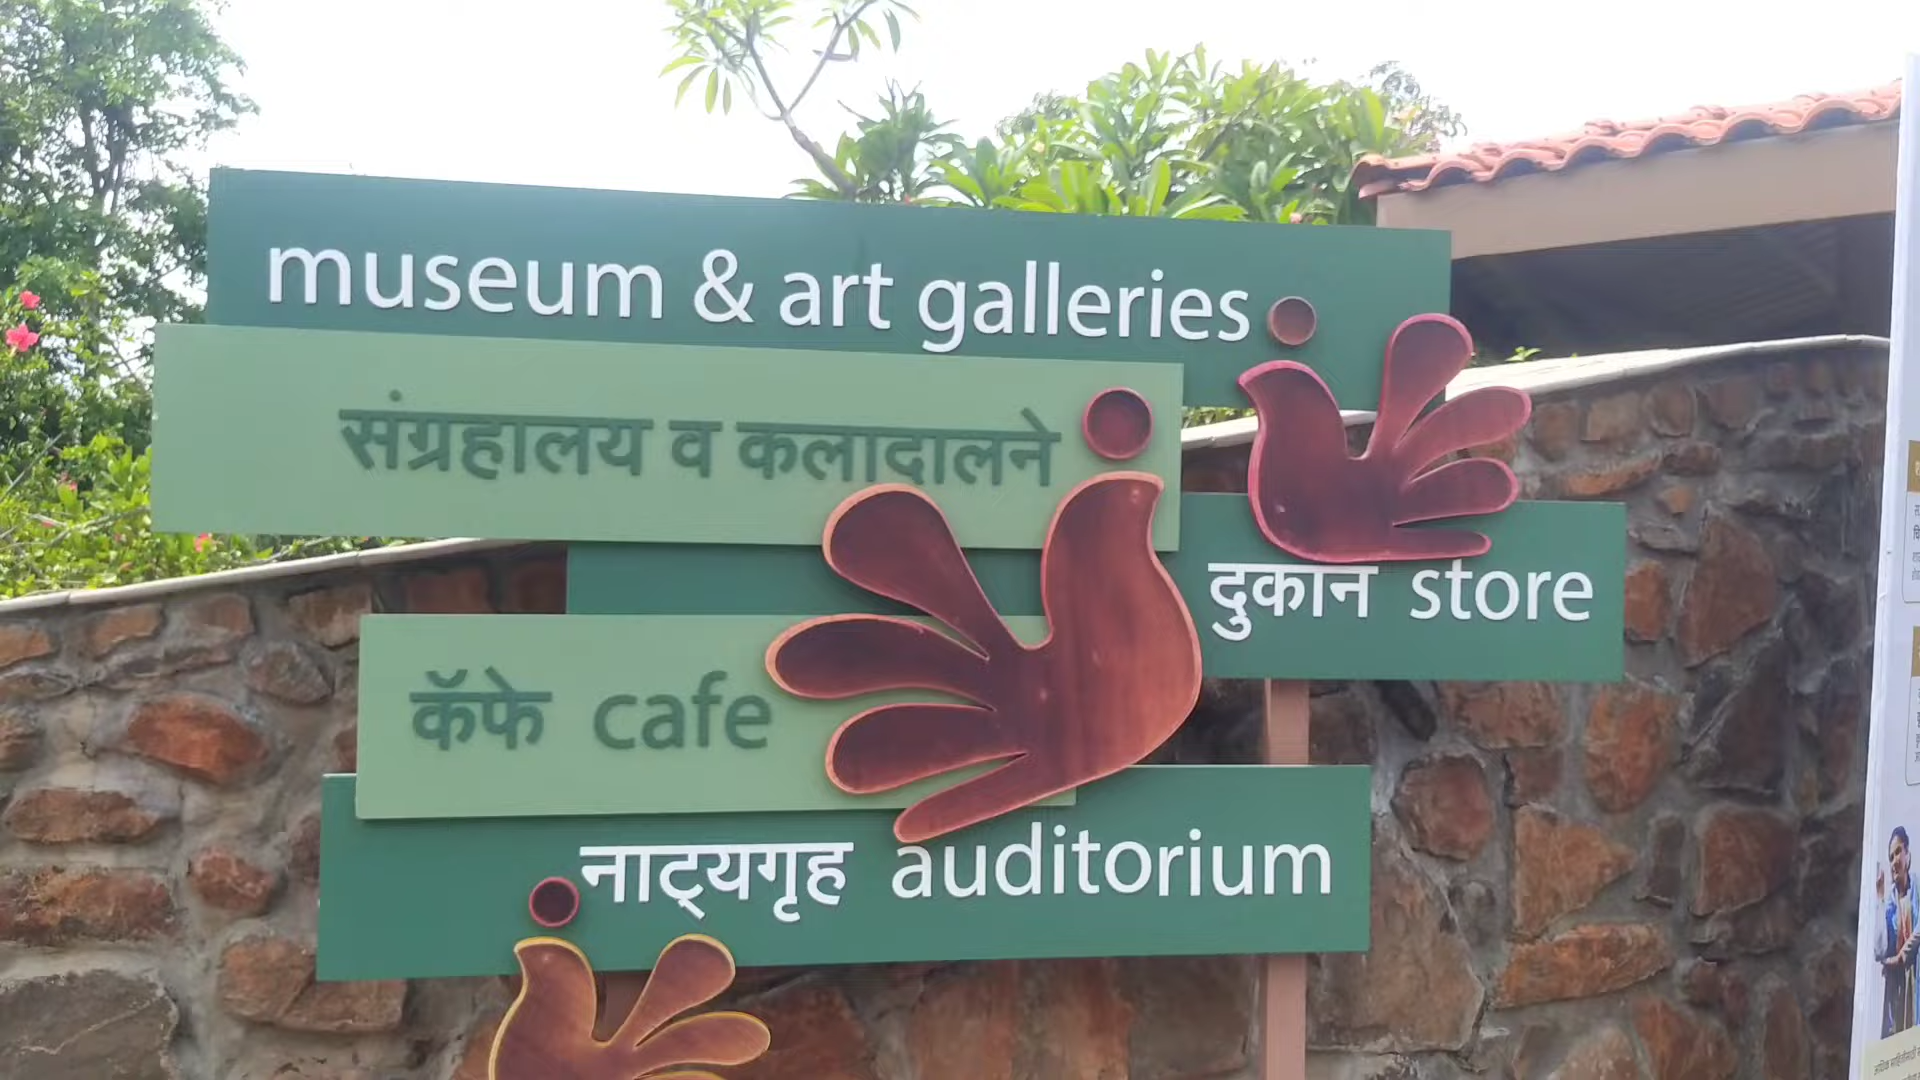 museum & art galleries
संग्रहालय व कलादालने
दुकान store
कॅफे cafe
नाट्यगृह auditorium